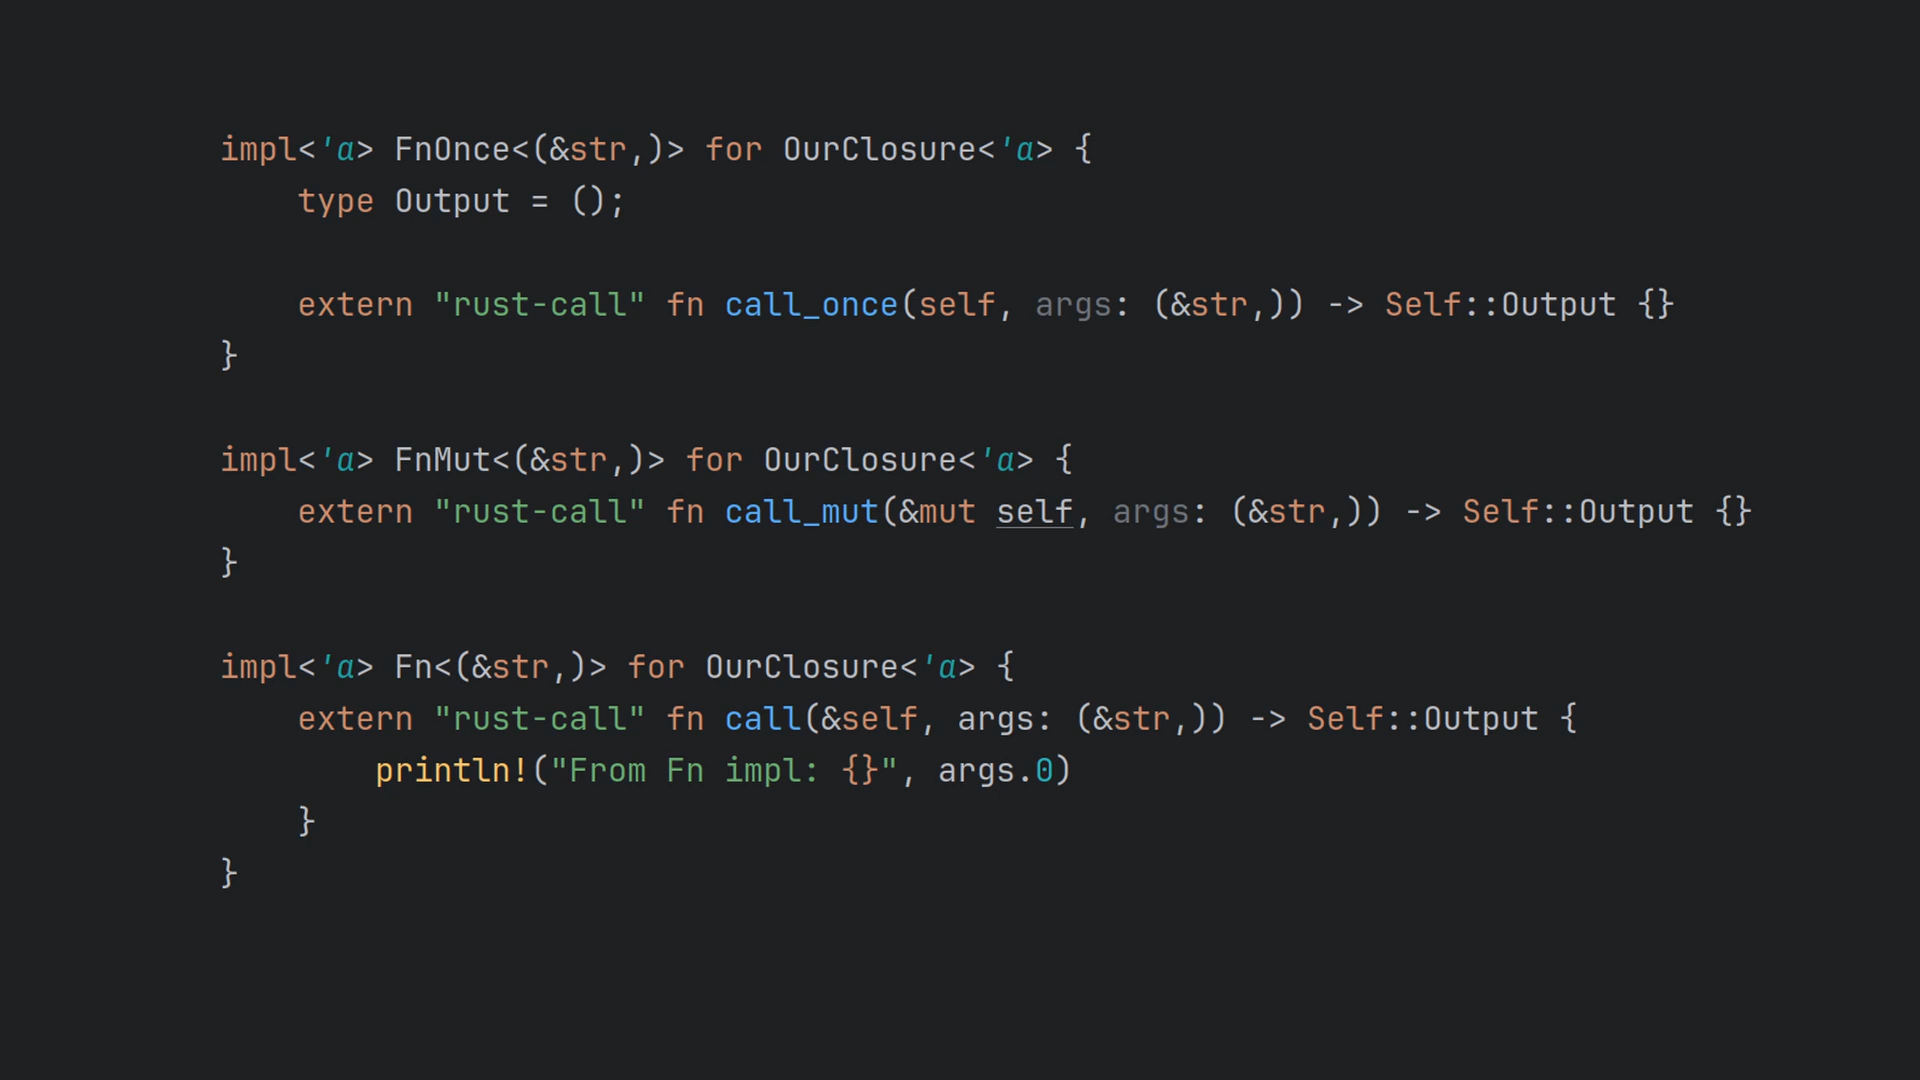 impl<'a> FnOnce<(&str,)> for OurClosure<'a> {
    type Output = ();

    extern "rust-call" fn call_once(self, args: (&str,)) -> Self::Output {}
}

impl<'a> FnMut<(&str,)> for OurClosure<'a> {
    extern "rust-call" fn call_mut(&mut self, args: (&str,)) -> Self::Output {}
}

impl<'a> Fn<(&str,)> for OurClosure<'a> {
    extern "rust-call" fn call(&self, args: (&str,)) -> Self::Output {
        println!("From Fn impl: {}", args.0)
    }
}